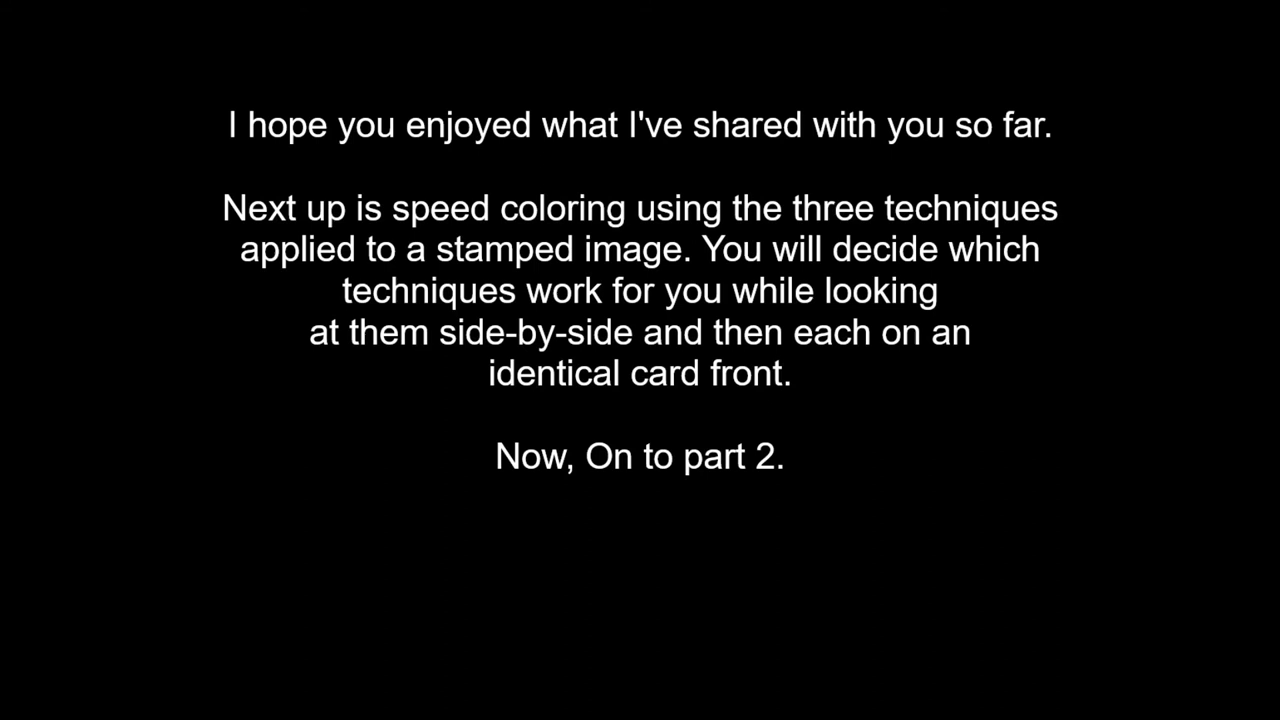 I hope you enjoyed what I've shared with you so far.
Next up is speed coloring using the three techniques
applied to a stamped image. You will decide which
techniques work for you while looking
at them side-by-side and then each on an
identical card front.
Now, On to part 2.